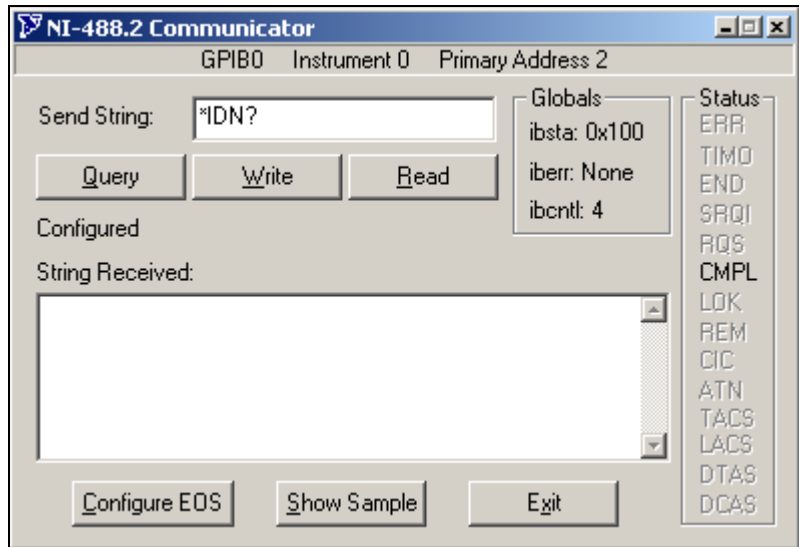 NI-488.2 Communicator
GPIB0 Instrument 0 Primary Address 2
Send String:
*IDN?
Query Write Read
Configured
String Received:
Configure EOS Show Sample Exit
Globals
ibsta: 0x100
iberr: None
ibcntl: 4
Status
ERR
TIMO
END
SRQI
RQS
CMPL
LOK
REM
CIC
ATN
TACS
LACS
DTAS
DCAS